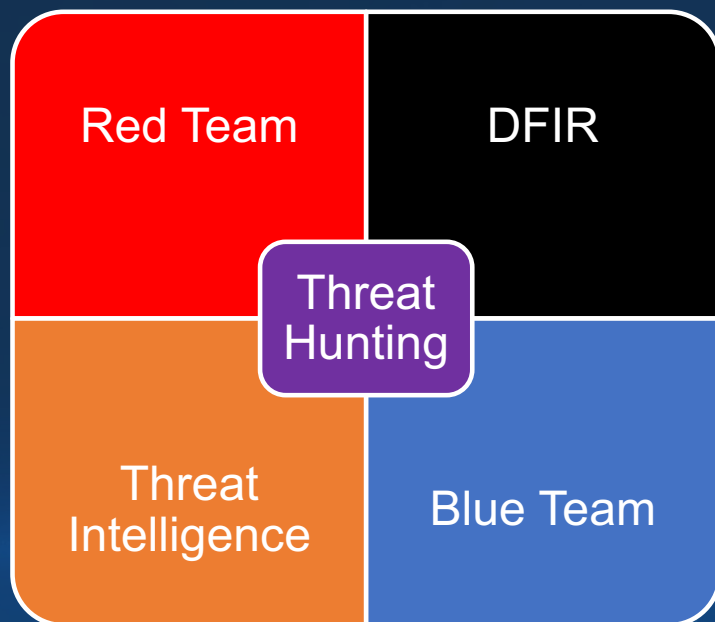 Red Team
DFIR
Threat
Hunting
Threat
Intelligence
Blue Team